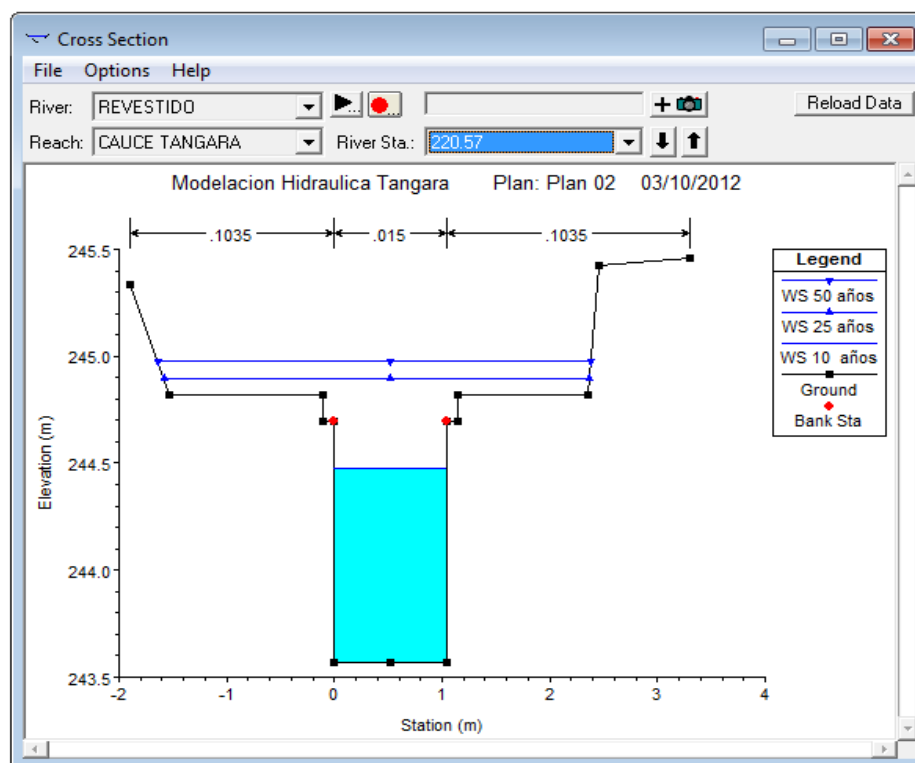 Cross Section
File Options Help
River: REVESTIDO Reload Data
Reach: CAUCE TANGARA River Sta.: 220.57
Modelacion Hidraulica Tangara Plan: Plan 02 03/10/2012
.1035 .015 .1035
Legend
WS 50 años
WS 25 años
WS 10 años
Ground
Bank Sta
245.5
245.0
244.5
244.0
243.5
Elevation (m)
-2 -1 0 1 2 3 4
Station (m)